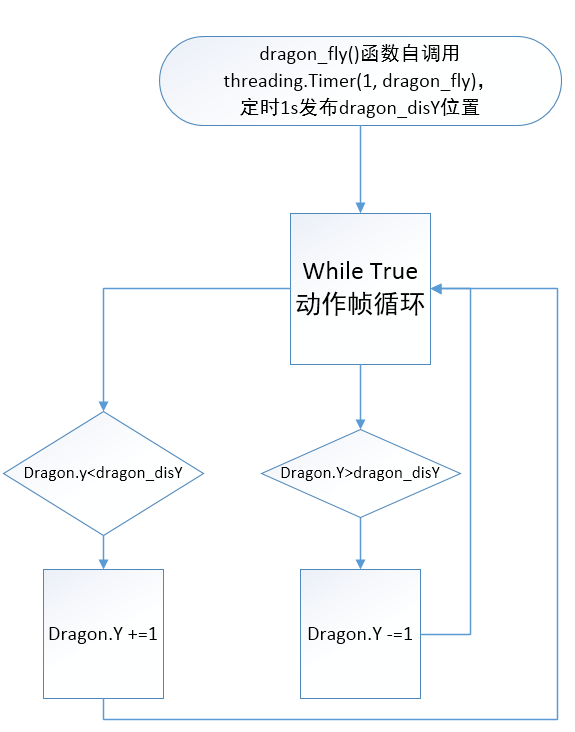 dragon_fly()函数自调用
threading.Timer(1, dragon_fly)，
定时1s发布dragon_disY位置
While True
动作帧循环
Dragon.y<dragon_disY
Dragon.Y>dragon_disY
Dragon.Y +=1
Dragon.Y -=1